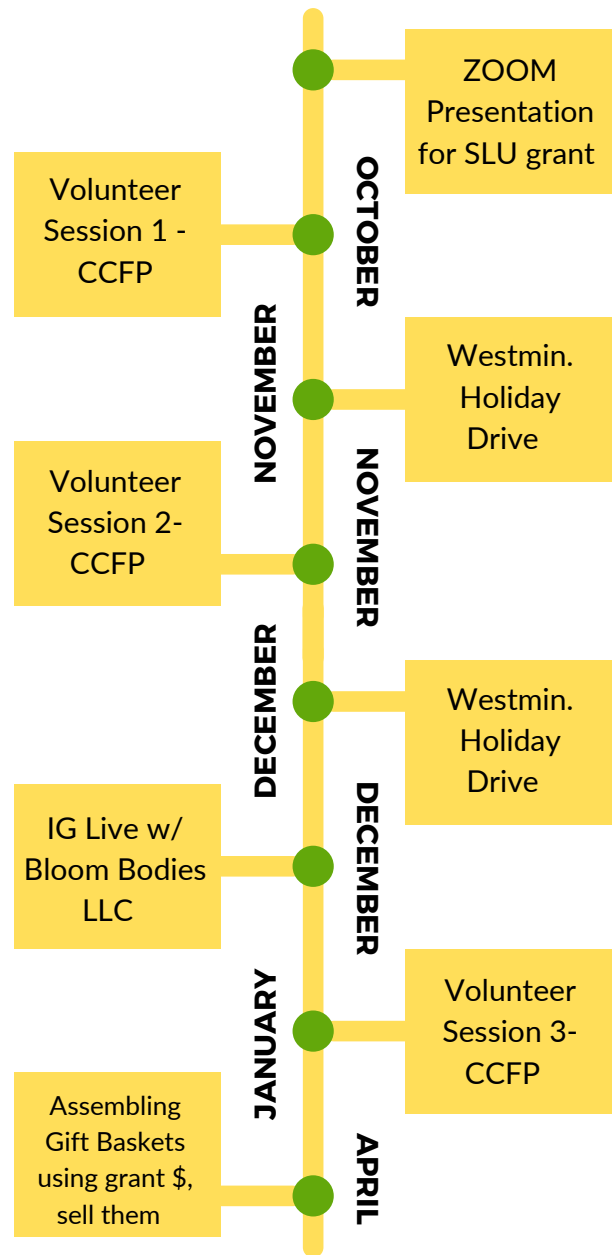 ZOOM
Presentation
for SLU grant
OCTOBER
Volunteer
Session 1 -
CCFP
NOVEMBER
Westmin.
Holiday
Drive
NOVEMBER
Volunteer
Session 2-
CCFP
DECEMBER
Westmin.
Holiday
Drive
DECEMBER
IG Live w/
Bloom Bodies
LLC
JANUARY
Volunteer
Session 3-
CCFP
APRIL
Assembling
Gift Baskets
using grant $,
sell them